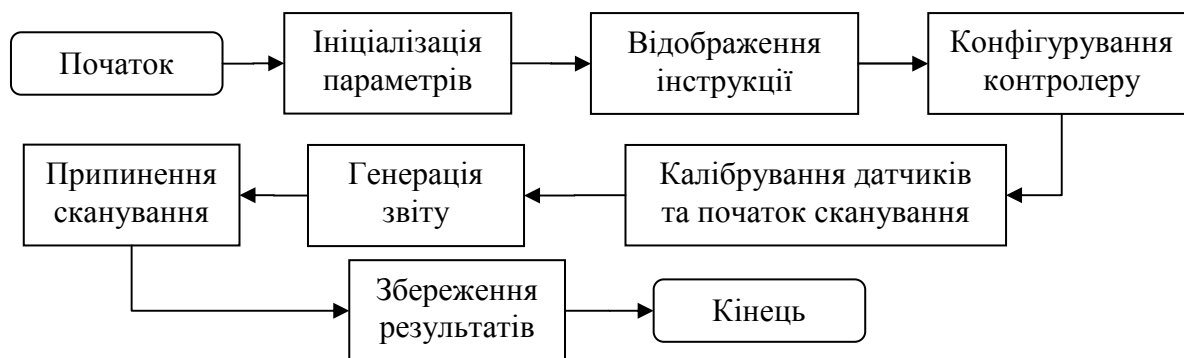 Початок
Ініціалізація
параметрів
Відображення
інструкції
Конфігурування
контролеру
Калібрування датчиків
та початок сканування
Генерація
звіту
Припинення
сканування
Збереження
результатів
Кінець